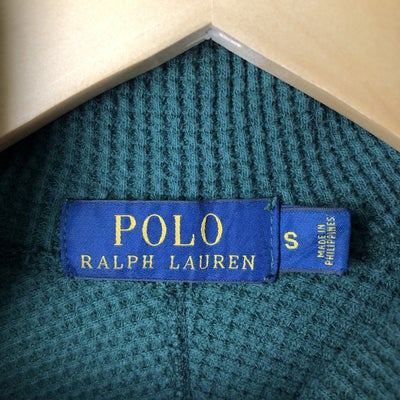 POLO
RALPH LAUREN
S
MADE IN
PHILIPPINES